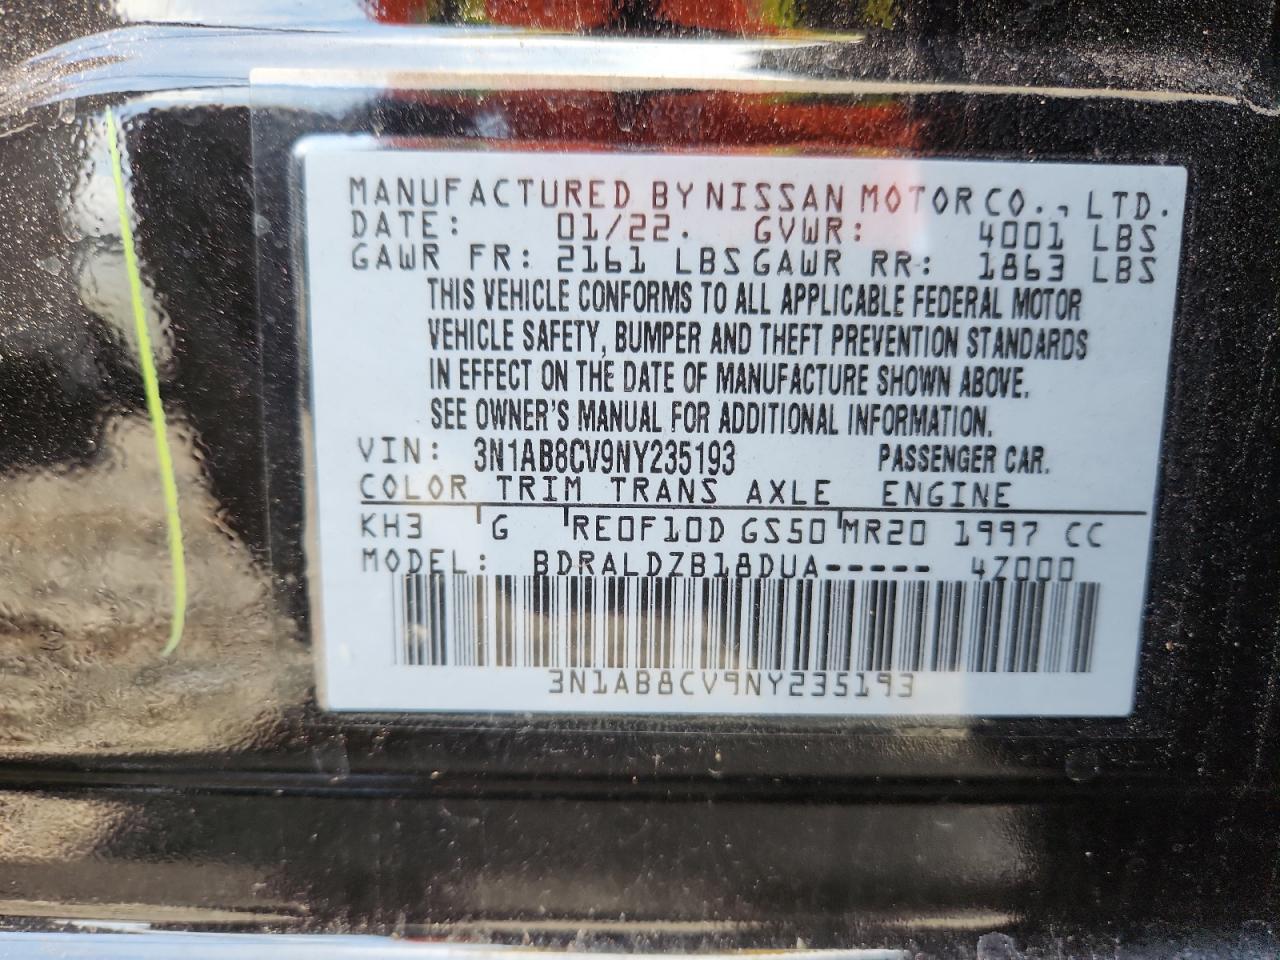 MANUFACTURED BY NISSAN MOTOR CO., LTD.
DATE: 01/22. GVWR: 4001 LBS
GAWR FR: 2161 LBS GAWR RR: 1863 LBS
THIS VEHICLE CONFORMS TO ALL APPLICABLE FEDERAL MOTOR
VEHICLE SAFETY, BUMPER AND THEFT PREVENTION STANDARDS
IN EFFECT ON THE DATE OF MANUFACTURE SHOWN ABOVE.
SEE OWNER'S MANUAL FOR ADDITIONAL INFORMATION.
VIN: 3N1AB8CV9NY235193 PASSENGER CAR.
COLOR TRIM TRANS AXLE ENGINE
KH3 G RE0F10D GS50 MR20 1997 CC
MODEL: BDRALDZB18DUA----- 4Z000
3N1AB8CV9NY235193